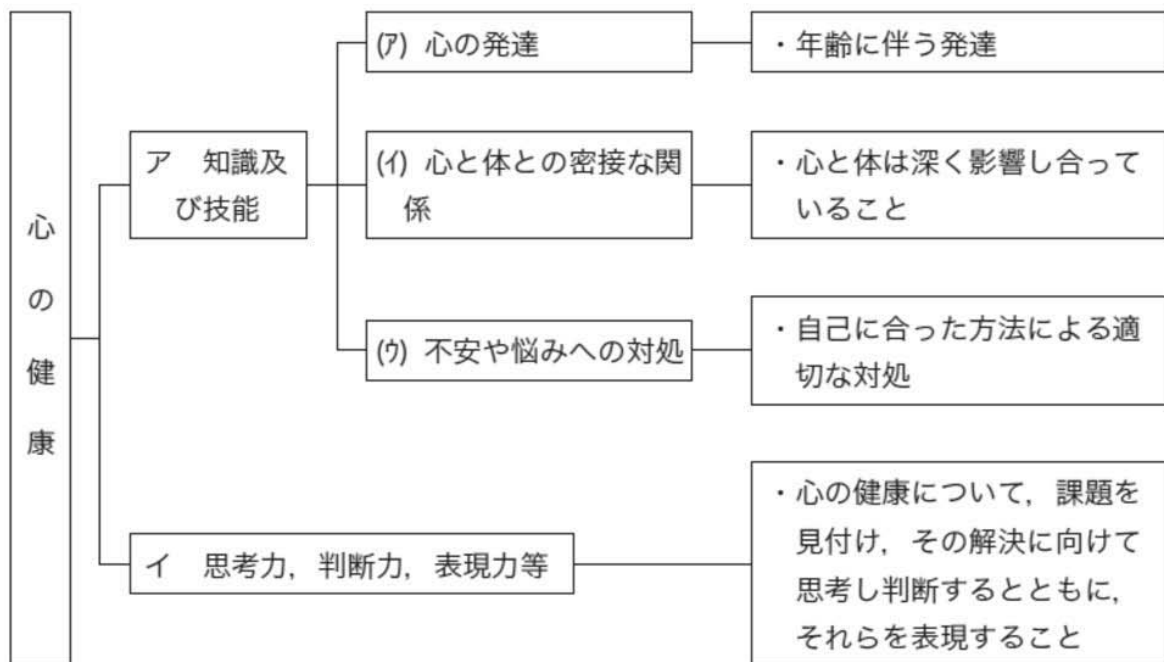 心の健康
ア　知識及
び技能
(ア) 心の発達
・年齢に伴う発達
(イ) 心と体との密接な関
係
・心と体は深く影響し合って
いること
(ウ) 不安や悩みへの対処
・自己に合った方法による適
切な対処
イ　思考力，判断力，表現力等
・心の健康について，課題を
見付け，その解決に向けて
思考し判断するとともに，
それらを表現すること